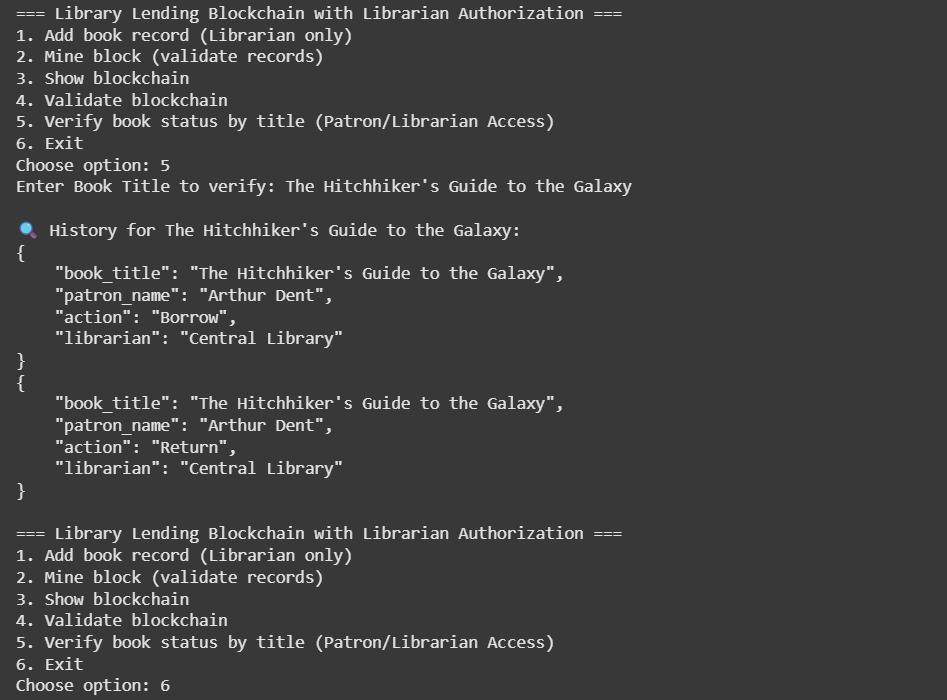 === Library Lending Blockchain with Librarian Authorization ===
1. Add book record (Librarian only)
2. Mine block (validate records)
3. Show blockchain
4. Validate blockchain
5. Verify book status by title (Patron/Librarian Access)
6. Exit
Choose option: 5
Enter Book Title to verify: The Hitchhiker's Guide to the Galaxy
🔍 History for The Hitchhiker's Guide to the Galaxy:
{
    "book_title": "The Hitchhiker's Guide to the Galaxy",
    "patron_name": "Arthur Dent",
    "action": "Borrow",
    "librarian": "Central Library"
}
{
    "book_title": "The Hitchhiker's Guide to the Galaxy",
    "patron_name": "Arthur Dent",
    "action": "Return",
    "librarian": "Central Library"
}
=== Library Lending Blockchain with Librarian Authorization ===
1. Add book record (Librarian only)
2. Mine block (validate records)
3. Show blockchain
4. Validate blockchain
5. Verify book status by title (Patron/Librarian Access)
6. Exit
Choose option: 6